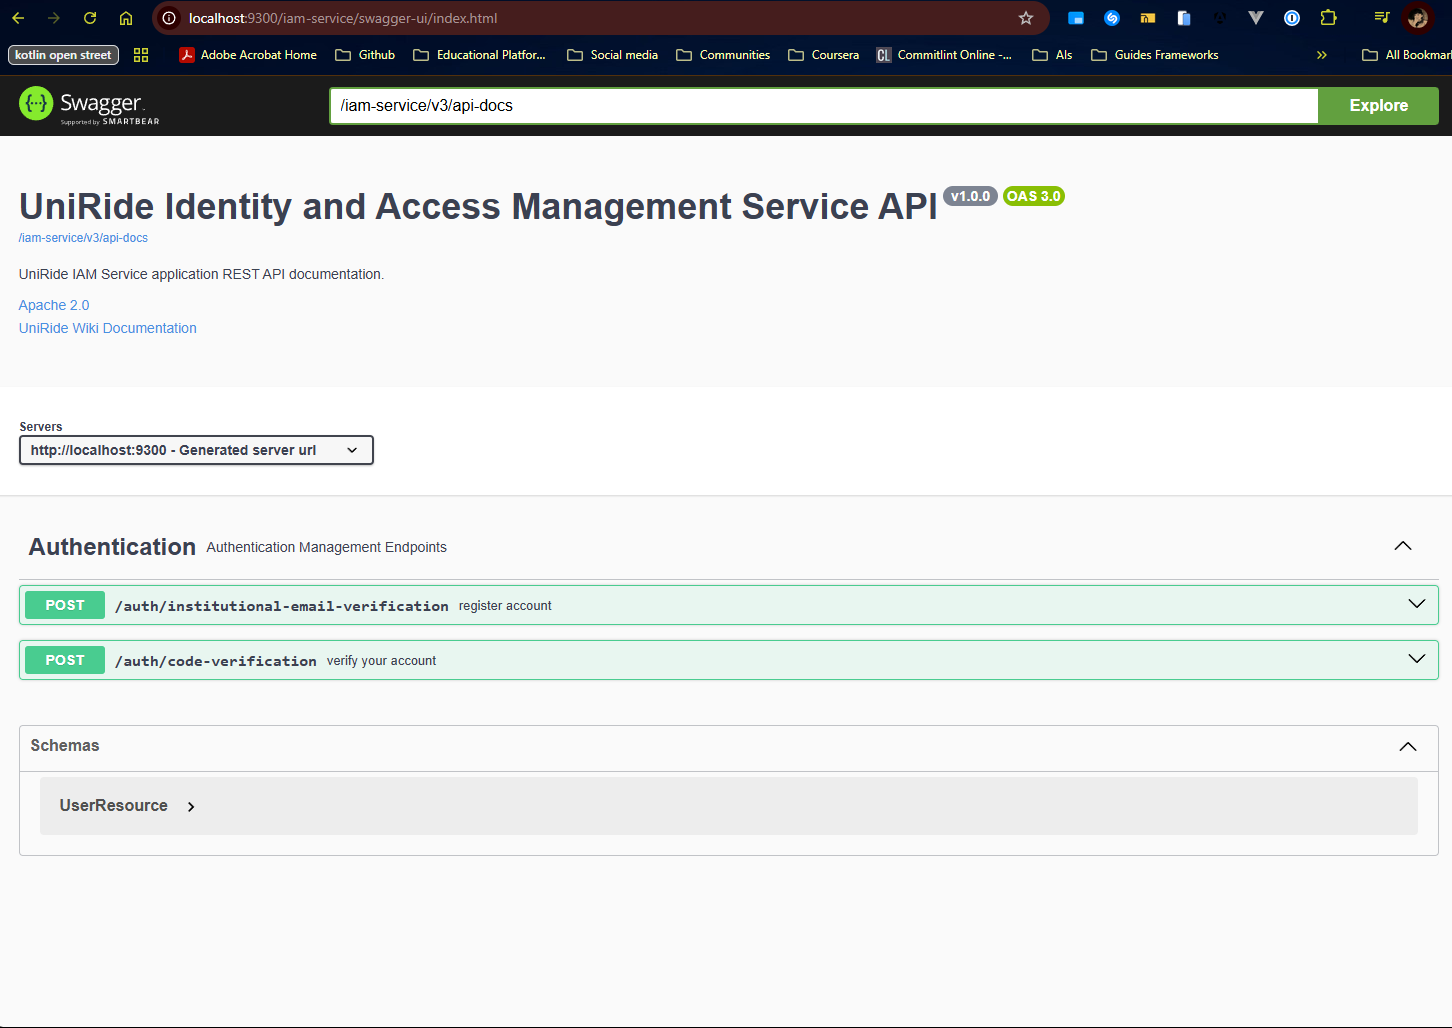 localhost:9300/iam-service/swagger-ui/index.html
kotlin open street
Adobe Acrobat Home
Github
Educational Platfor...
Social media
Communities
Coursera
CL
Commitlint Online -...
AIs
Guides Frameworks
All Bookmar
Swagger.
Supported by SMARTBEAR
/iam-service/v3/api-docs
Explore
UniRide Identity and Access Management Service API v1.0.0 OAS 3.0
/iam-service/v3/api-docs
UniRide IAM Service application REST API documentation.
Apache 2.0
UniRide Wiki Documentation
Servers
http://localhost:9300 - Generated server url
Authentication Authentication Management Endpoints
POST /auth/institutional-email-verification register account
POST /auth/code-verification verify your account
Schemas
UserResource